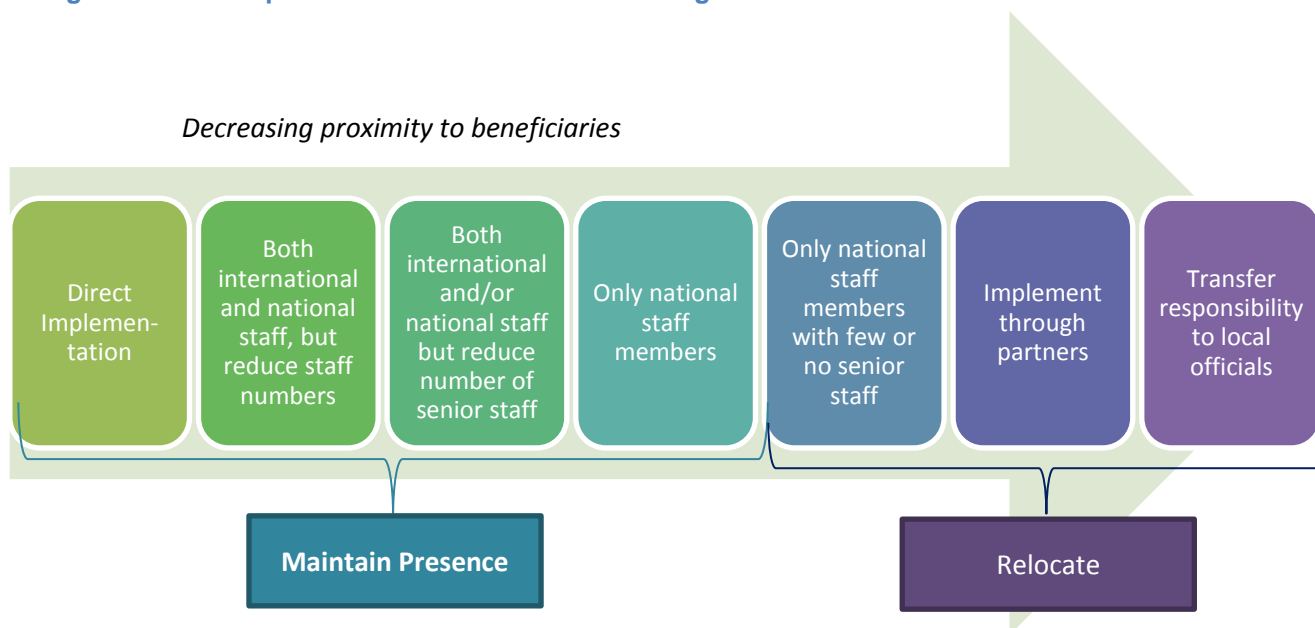 Decreasing proximity to beneficiaries
Direct
Implemen-
tation
Both
international
and national
staff, but
reduce staff
numbers
Both
international
and/or
national staff
but reduce
number of
senior staff
Only national
staff
members
Only national
staff
members
with few or
no senior
staff
Implement
through
partners
Transfer
responsibility
to local
officials
Maintain Presence
Relocate